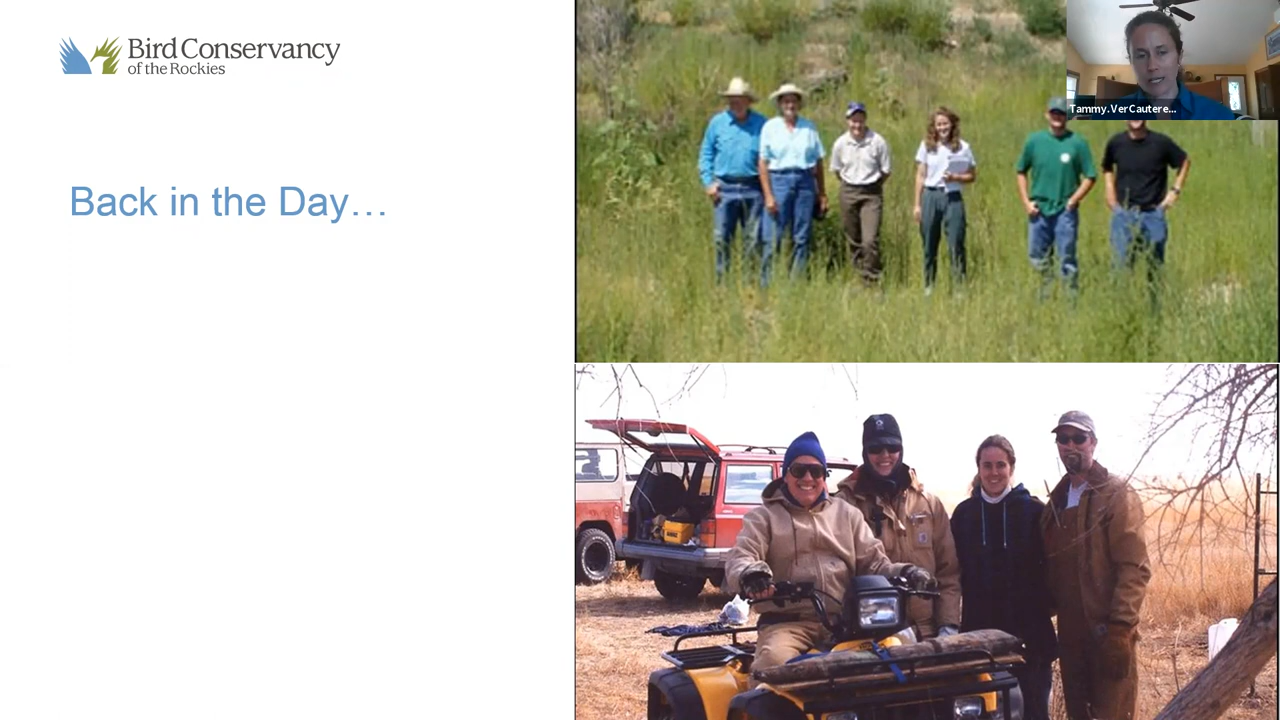 Bird Conservancy
of the Rockies
Tammy.VerCautere...
Back in the Day…